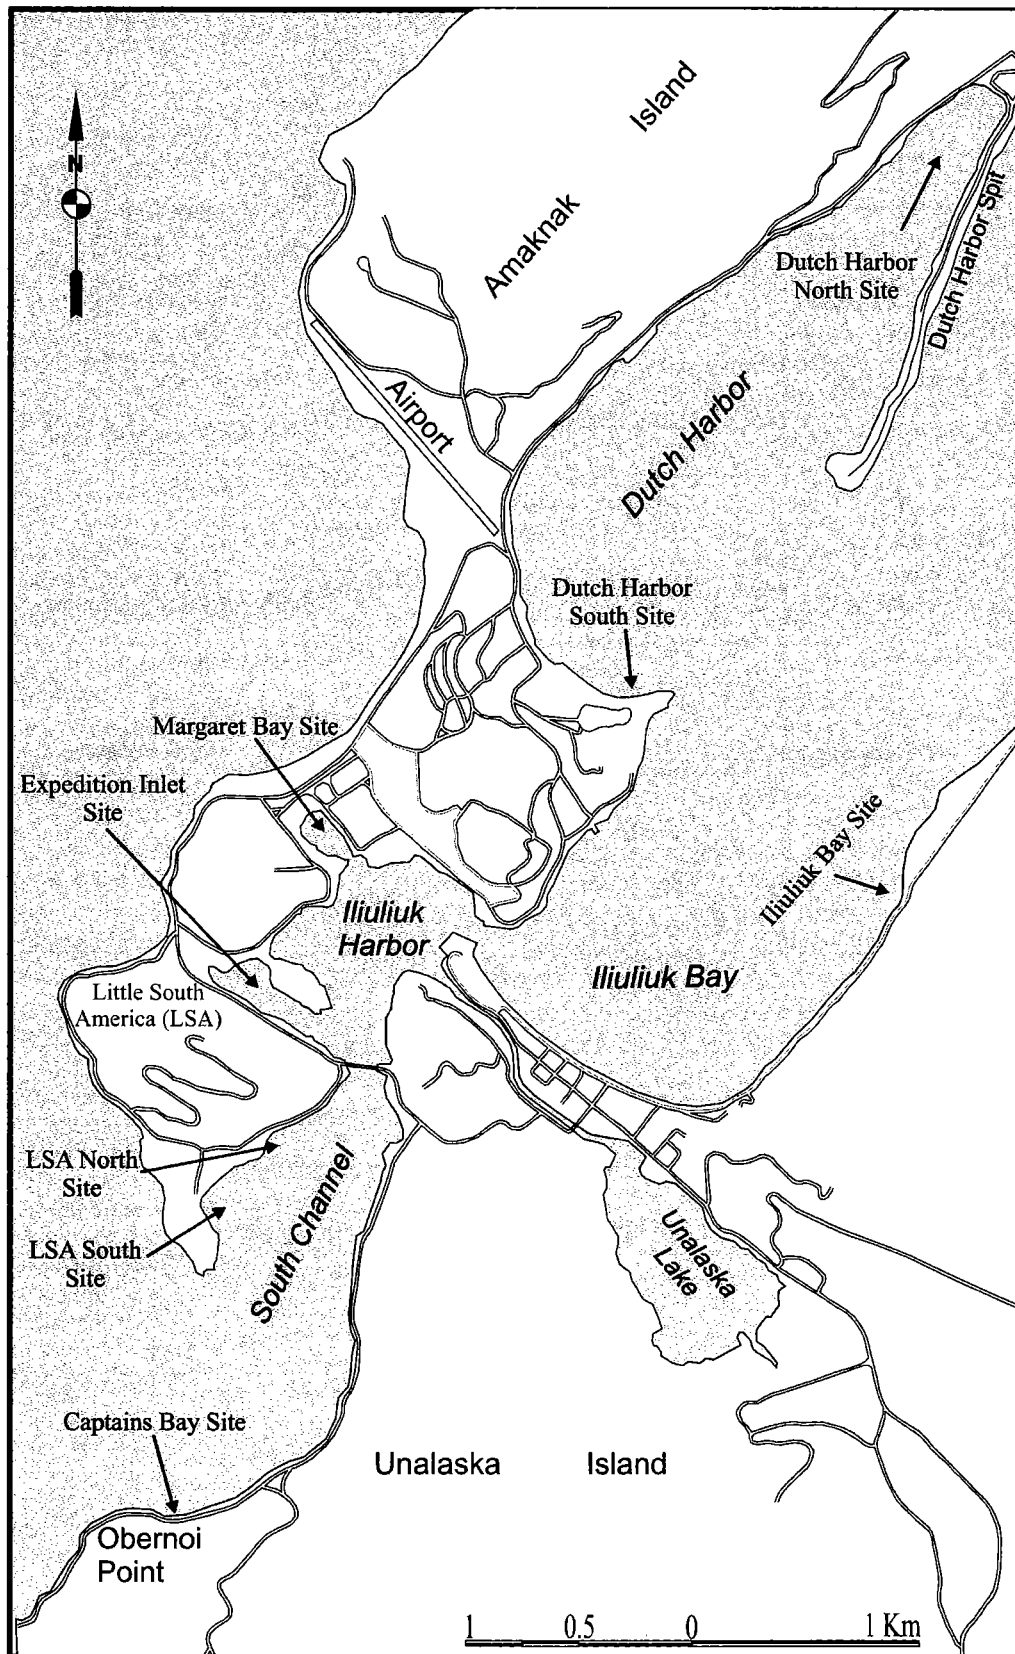 Island
Amaknak
N
Dutch Harbor
North Site
Dutch Harbor Spit
Airport
Dutch Harbor
Dutch Harbor
South Site
Margaret Bay Site
Expedition Inlet
Site
Iliuliuk Bay Site
Iliuliuk
Harbor
Iliuliuk Bay
Little South
America (LSA)
LSA North
Site
South Channel
LSA South
Site
Unalaska
Lake
Captains Bay Site
Unalaska Island
Obernoi
Point
1 0.5 0 1 Km